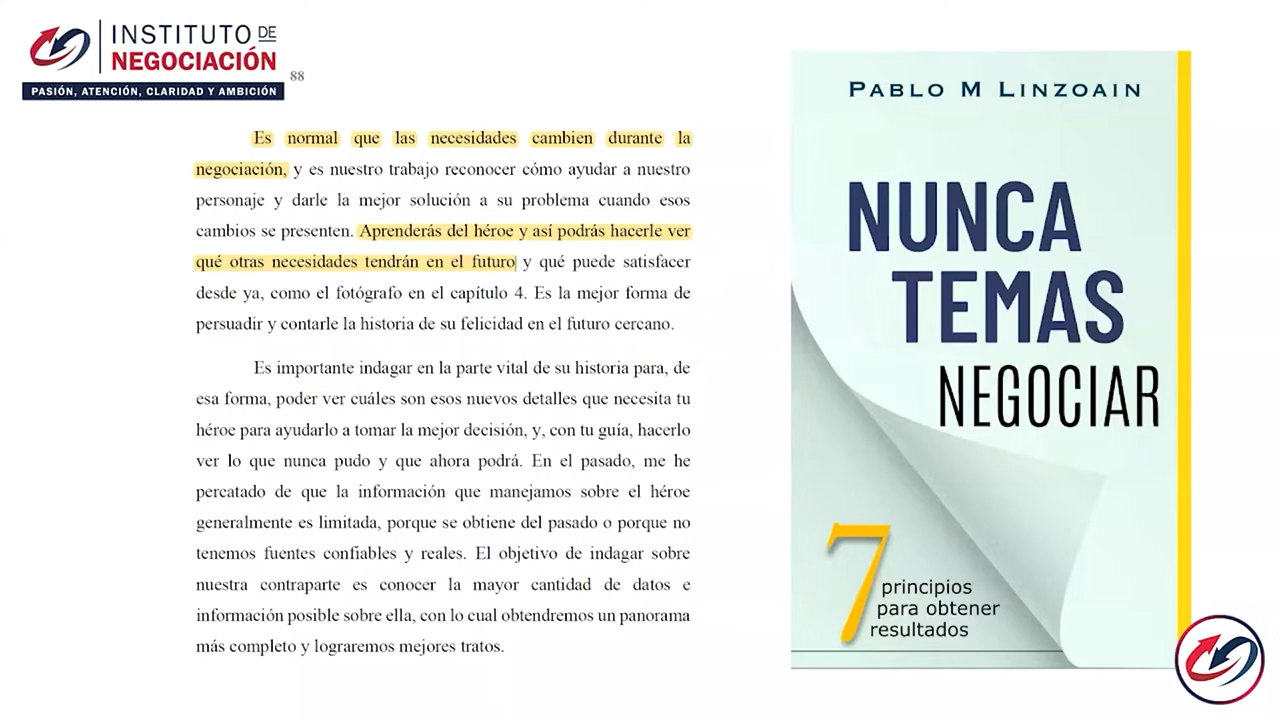 INSTITUTO DE
NEGOCIACIÓN
PASIÓN, ATENCIÓN, CLARIDAD Y AMBICIÓN
88
Es normal que las necesidades cambien durante la
negociación, y es nuestro trabajo reconocer cómo ayudar a nuestro
personaje y darle la mejor solución a su problema cuando esos
cambios se presenten. Aprenderás del héroe y así podrás hacerle ver
qué otras necesidades tendrán en el futuro y qué puede satisfacer
desde ya, como el fotógrafo en el capítulo 4. Es la mejor forma de
persuadir y contarle la historia de su felicidad en el futuro cercano.
Es importante indagar en la parte vital de su historia para, de
esa forma, poder ver cuáles son esos nuevos detalles que necesita tu
héroe para ayudarlo a tomar la mejor decisión, y, con tu guía, hacerlo
ver lo que nunca pudo y que ahora podrá. En el pasado, me he
percatado de que la información que manejamos sobre el héroe
generalmente es limitada, porque se obtiene del pasado o porque no
tenemos fuentes confiables y reales. El objetivo de indagar sobre
nuestra contraparte es conocer la mayor cantidad de datos e
información posible sobre ella, con lo cual obtendremos un panorama
más completo y lograremos mejores tratos.
PABLO M LINZOAIN
NUNCA
TEMAS
NEGOCIAR
7
principios
para obtener
resultados